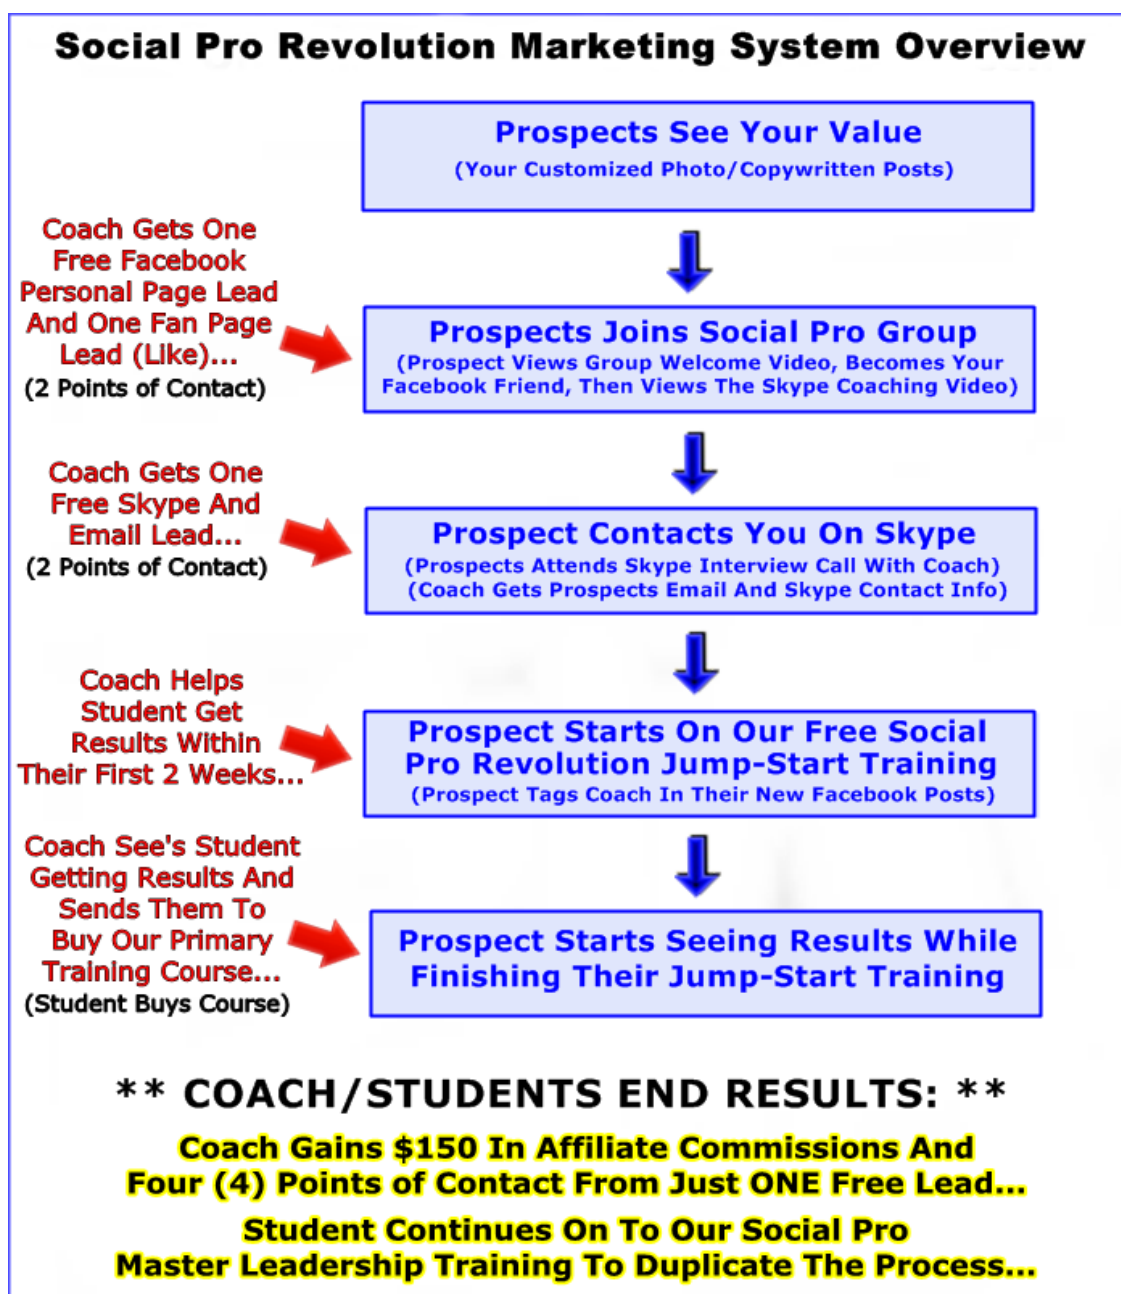 Social Pro Revolution Marketing System Overview
Prospects See Your Value
(Your Customized Photo/Copywritten Posts)
Coach Gets One
Free Facebook
Personal Page Lead
And One Fan Page
Lead (Like)...
(2 Points of Contact)
Prospects Joins Social Pro Group
(Prospect Views Group Welcome Video, Becomes Your
Facebook Friend, Then Views The Skype Coaching Video)
Coach Gets One
Free Skype And
Email Lead...
(2 Points of Contact)
Prospect Contacts You On Skype
(Prospects Attends Skype Interview Call With Coach)
(Coach Gets Prospects Email And Skype Contact Info)
Coach Helps
Student Get
Results Within
Their First 2 Weeks...
Prospect Starts On Our Free Social
Pro Revolution Jump-Start Training
(Prospect Tags Coach In Their New Facebook Posts)
Coach See's Student
Getting Results And
Sends Them To
Buy Our Primary
Training Course...
(Student Buys Course)
Prospect Starts Seeing Results While
Finishing Their Jump-Start Training
** COACH/STUDENTS END RESULTS: **
Coach Gains $150 In Affiliate Commissions And
Four (4) Points of Contact From Just ONE Free Lead...
Student Continues On To Our Social Pro
Master Leadership Training To Duplicate The Process...